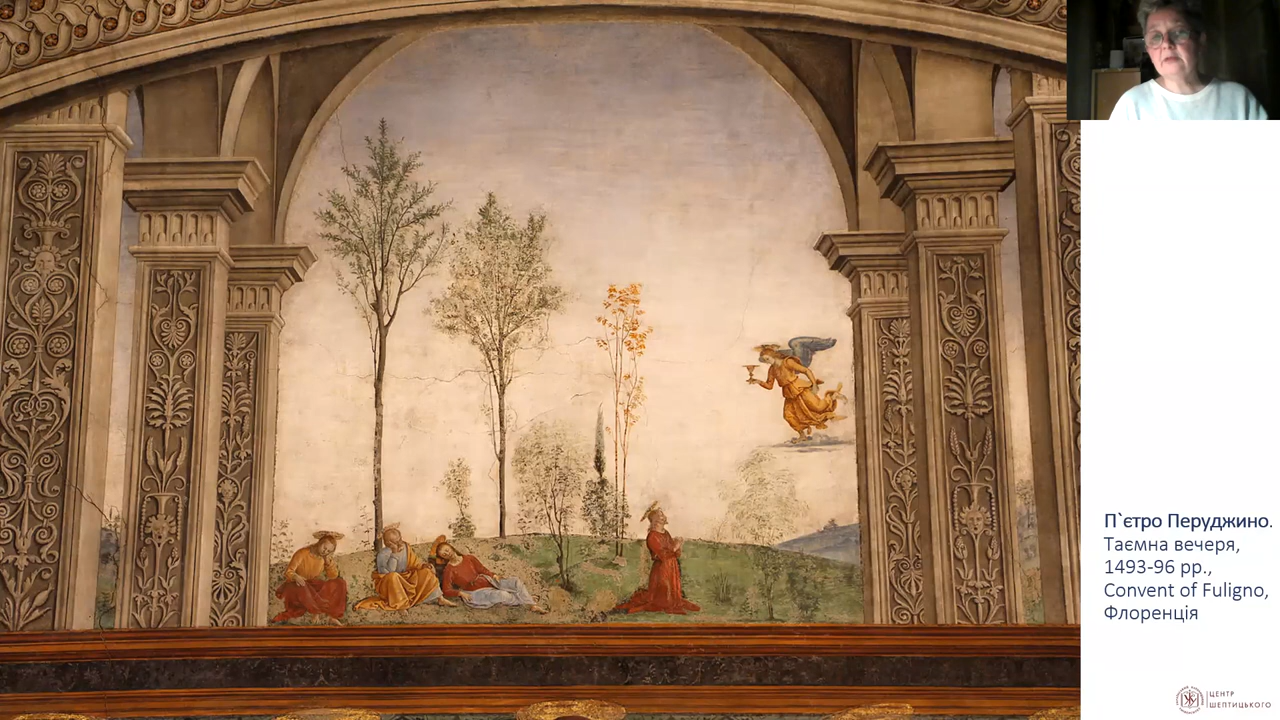 П`єтро Перуджино.
Таємна вечеря,
1493-96 рр.,
Convent of Fuligno,
Флоренція
ЦЕНТР
ШЕПТИЦЬКОГО